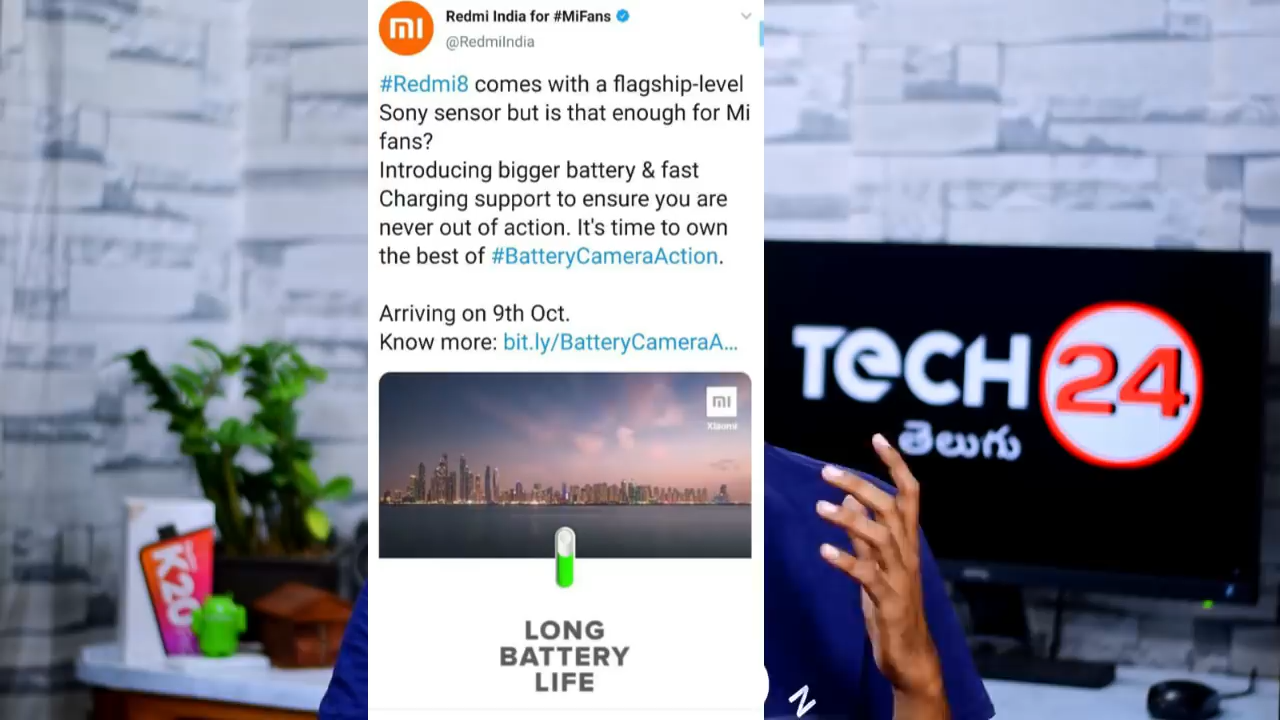 Redmi India for #MiFans
@RedmiIndia
#Redmi8 comes with a flagship-level
Sony sensor but is that enough for Mi
fans?
Introducing bigger battery & fast
Charging support to ensure you are
never out of action. It's time to own
the best of #BatteryCameraAction.
Arriving on 9th Oct.
Know more: bit.ly/BatteryCameraA...
mi
Xiaomi
LONG
BATTERY
LIFE
TECH 24
తెలుగు
K20
N